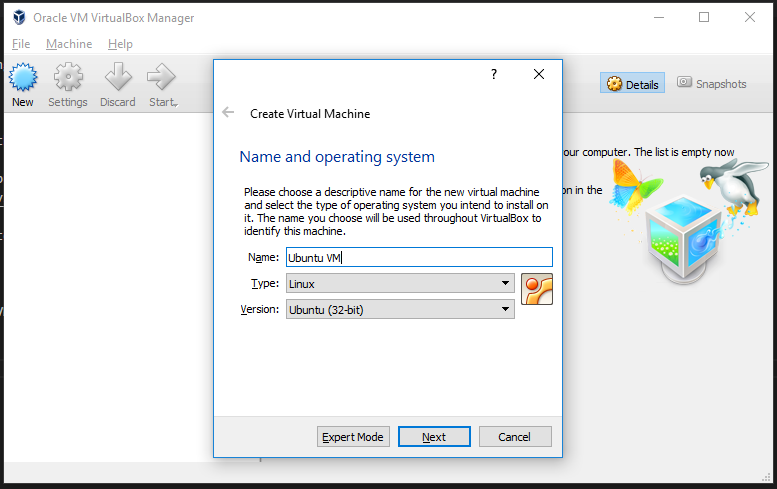 Oracle VM VirtualBox Manager
File Machine Help
New
Settings
Discard
Start
Details
Snapshots
your computer. The list is empty now
on in the
?
Create Virtual Machine
Name and operating system
Please choose a descriptive name for the new virtual machine
and select the type of operating system you intend to install on
it. The name you choose will be used throughout VirtualBox to
identify this machine.
Name: Ubuntu VM
Type: Linux
Version: Ubuntu (32-bit)
Expert Mode
Next
Cancel